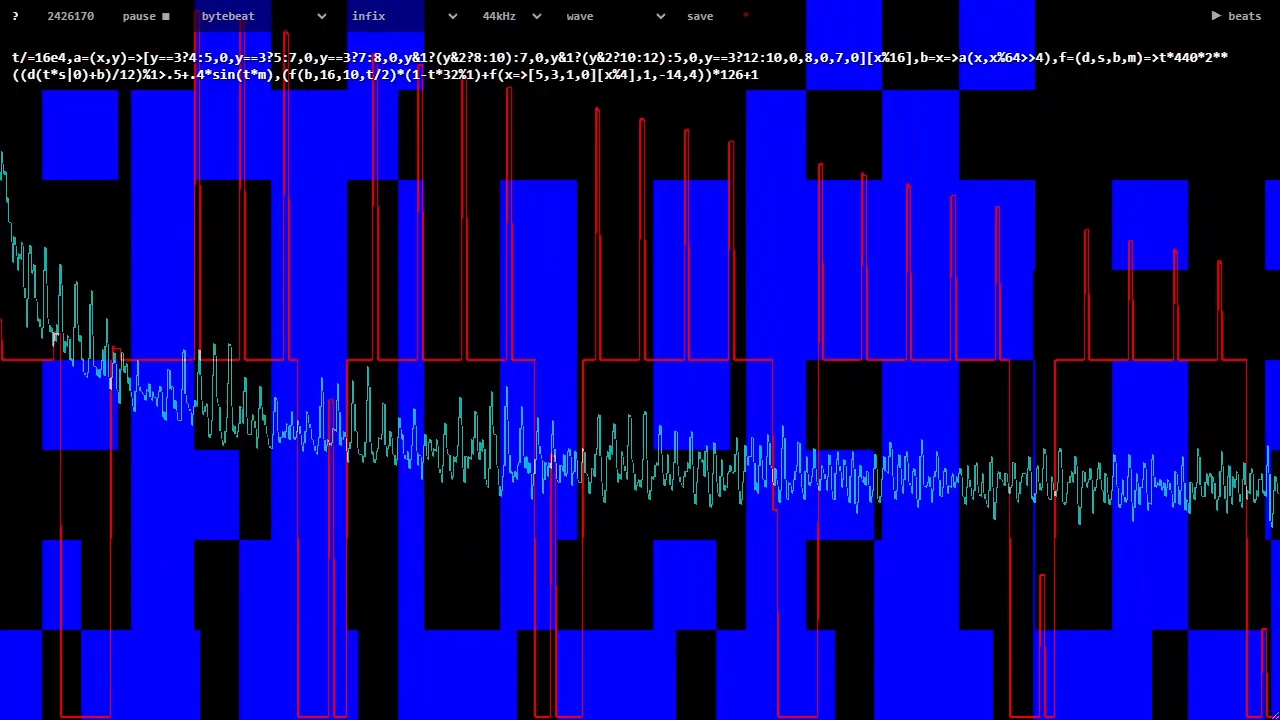 ? 2426170 pause bytebeat infix 44kHz wave save beats
t/=16e4,a=(x,y)=>[y==3?4:5,0,y==3?5:7,0,y==3?7:8,0,y&1?(y&2?8:10):7,0,y&1?(y&2?10:12):5,0,y==3?12:10,0,8,0,7,0][x%16],b=x=>a(x,x%64>>4),f=(d,s,b,m)=>t*440*2**
((d(t*s|0)+b)/12)%1>.5+.4*sin(t*m),(f(b,16,10,t/2)*(1-t*32%1)+f(x=>[5,3,1,0][x%4],1,-14,4))*126+1